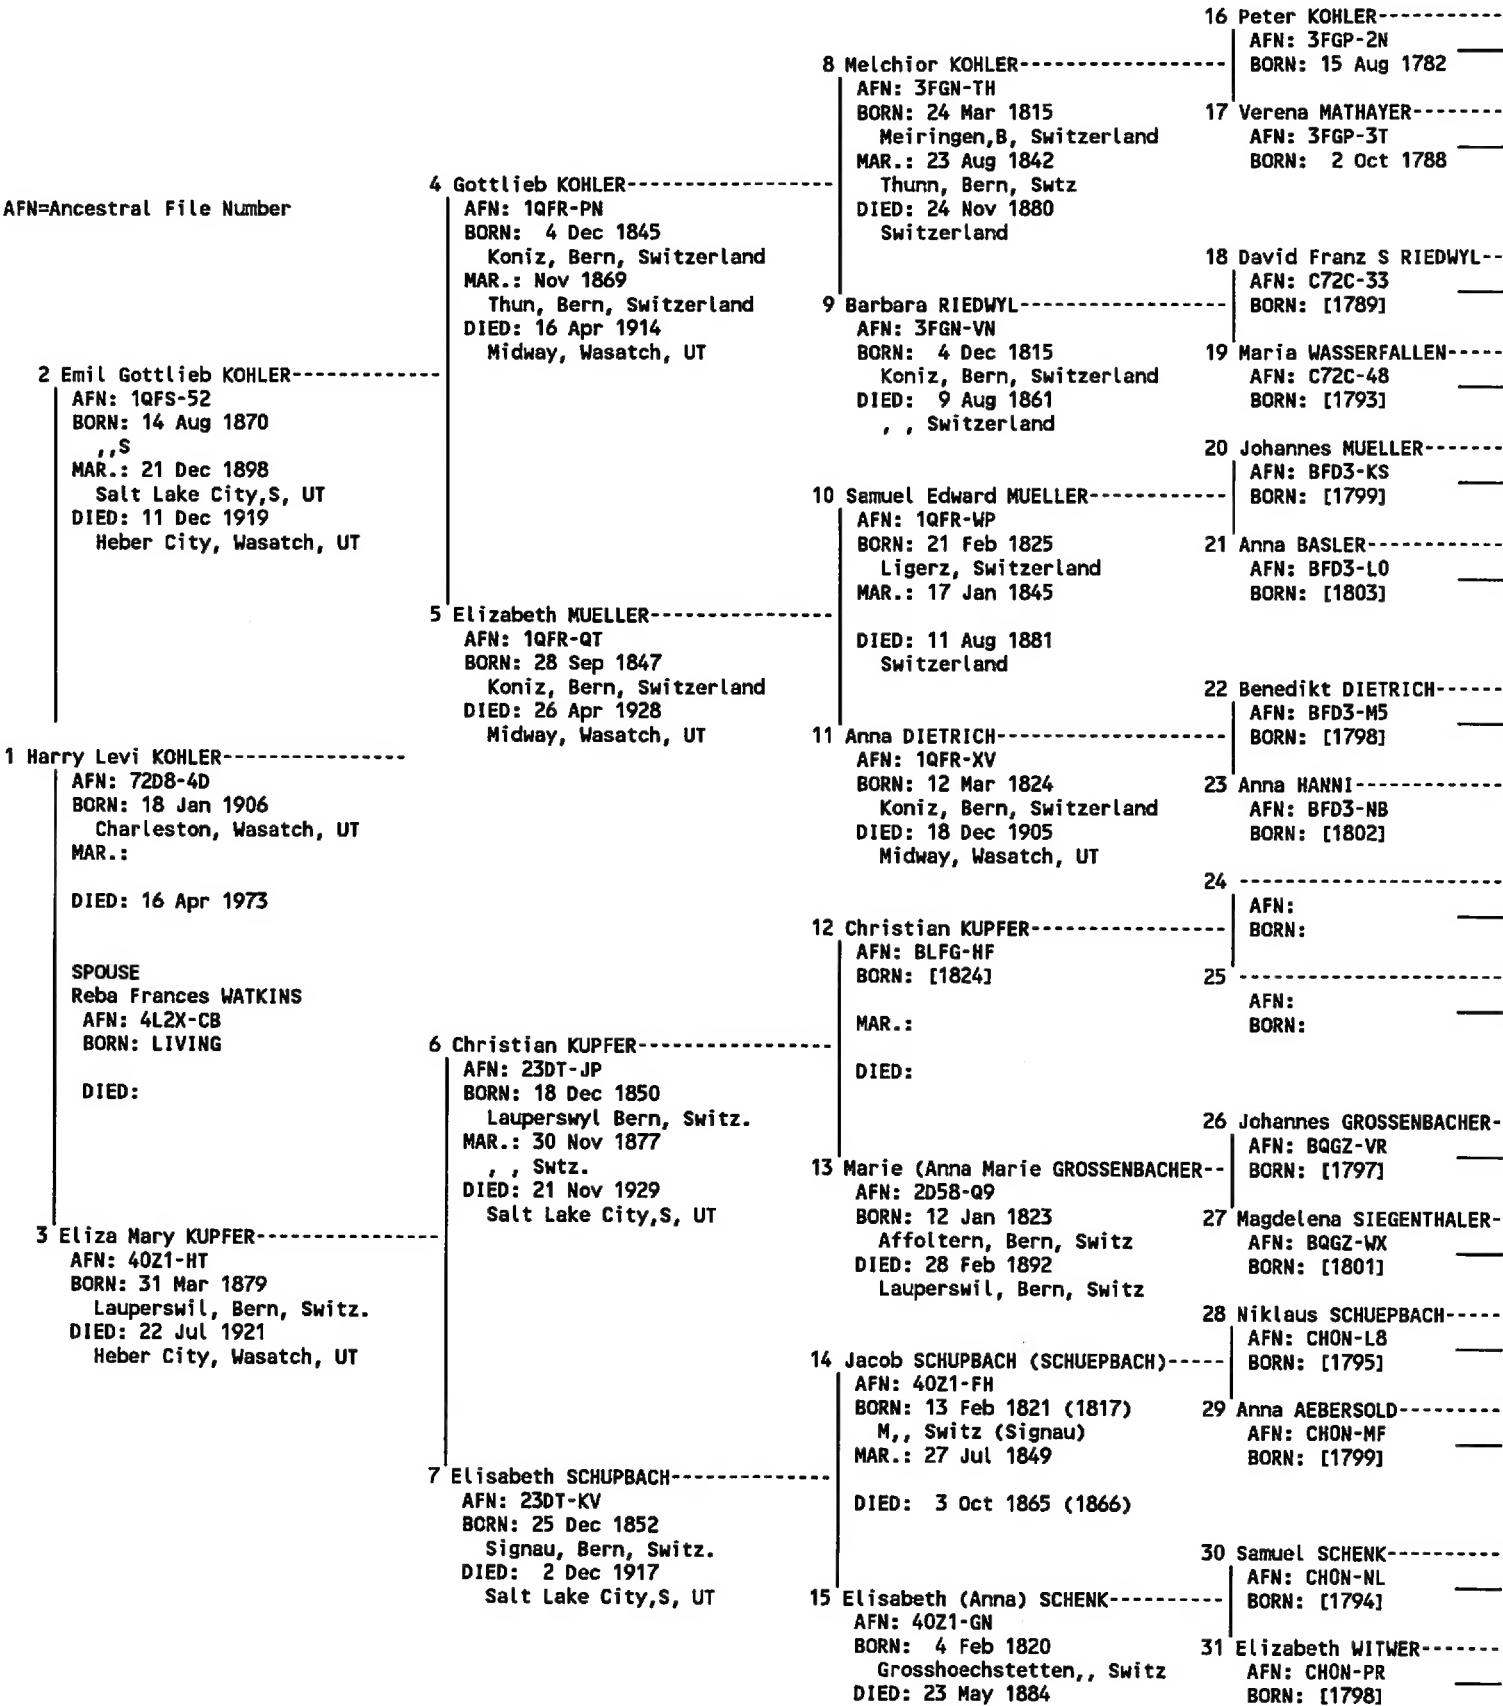 AFN=Ancestral File Number
1 Harry Levi KOHLER
AFN: 72D8-4D
BORN: 18 Jan 1906
Charleston, Wasatch, UT
MAR.:
DIED: 16 Apr 1973
SPOUSE
Reba Frances WATKINS
AFN: 4L2X-CB
BORN: LIVING
DIED:
2 Emil Gottlieb KOHLER
AFN: 1QFS-52
BORN: 14 Aug 1870
,,S
MAR.: 21 Dec 1898
Salt Lake City,S, UT
DIED: 11 Dec 1919
Heber City, Wasatch, UT
3 Eliza Mary KUPFER
AFN: 40Z1-HT
BORN: 31 Mar 1879
Lauperswil, Bern, Switz.
DIED: 22 Jul 1921
Heber City, Wasatch, UT
4 Gottlieb KOHLER
AFN: 1QFR-PN
BORN: 4 Dec 1845
Koniz, Bern, Switzerland
MAR.: Nov 1869
Thun, Bern, Switzerland
DIED: 16 Apr 1914
Midway, Wasatch, UT
5 Elizabeth MUELLER
AFN: 1QFR-QT
BORN: 28 Sep 1847
Koniz, Bern, Switzerland
DIED: 26 Apr 1928
Midway, Wasatch, UT
6 Christian KUPFER
AFN: 23DT-JP
BORN: 18 Dec 1850
Lauperswyl Bern, Switz.
MAR.: 30 Nov 1877
, , Swtz.
DIED: 21 Nov 1929
Salt Lake City,S, UT
7 Elisabeth SCHUPBACH
AFN: 23DT-KV
BORN: 25 Dec 1852
Signau, Bern, Switz.
DIED: 2 Dec 1917
Salt Lake City,S, UT
8 Melchior KOHLER
AFN: 3FGN-TH
BORN: 24 Mar 1815
Meiringen,B, Switzerland
MAR.: 23 Aug 1842
Thunn, Bern, Swtz
DIED: 24 Nov 1880
Switzerland
9 Barbara RIEDWYL
AFN: 3FGN-VN
BORN: 4 Dec 1815
Koniz, Bern, Switzerland
DIED: 9 Aug 1861
, , Switzerland
10 Samuel Edward MUELLER
AFN: 1QFR-WP
BORN: 21 Feb 1825
Ligerz, Switzerland
MAR.: 17 Jan 1845
DIED: 11 Aug 1881
Switzerland
11 Anna DIETRICH
AFN: 1QFR-XV
BORN: 12 Mar 1824
Koniz, Bern, Switzerland
DIED: 18 Dec 1905
Midway, Wasatch, UT
12 Christian KUPFER
AFN: BLFG-HF
BORN: [1824]
MAR.:
DIED:
13 Marie (Anna Marie GROSSENBACHER
AFN: 2D58-Q9
BORN: 12 Jan 1823
Affoltern, Bern, Switz
DIED: 28 Feb 1892
Lauperswil, Bern, Switz
14 Jacob SCHUPBACH (SCHUEPBACH)
AFN: 40Z1-FH
BORN: 13 Feb 1821 (1817)
M,, Switz (Signau)
MAR.: 27 Jul 1849
DIED: 3 Oct 1865 (1866)
15 Elisabeth (Anna) SCHENK
AFN: 40Z1-GN
BORN: 4 Feb 1820
Grosshoechstetten,, Switz
DIED: 23 May 1884
16 Peter KOHLER
AFN: 3FGP-2N
BORN: 15 Aug 1782
17 Verena MATHAYER
AFN: 3FGP-3T
BORN: 2 Oct 1788
18 David Franz S RIEDWYL
AFN: C72C-33
BORN: [1789]
19 Maria WASSERFALLEN
AFN: C72C-48
BORN: [1793]
20 Johannes MUELLER
AFN: BFD3-KS
BORN: [1799]
21 Anna BASLER
AFN: BFD3-L0
BORN: [1803]
22 Benedikt DIETRICH
AFN: BFD3-M5
BORN: [1798]
23 Anna HANNI
AFN: BFD3-NB
BORN: [1802]
24
AFN:
BORN:
25
AFN:
BORN:
26 Johannes GROSSENBACHER
AFN: BQGZ-VR
BORN: [1797]
27 Magdelena SIEGENTHALER
AFN: BQGZ-WX
BORN: [1801]
28 Niklaus SCHUEPBACH
AFN: CHON-L8
BORN: [1795]
29 Anna AEBERSOLD
AFN: CHON-MF
BORN: [1799]
30 Samuel SCHENK
AFN: CHON-NL
BORN: [1794]
31 Elizabeth WITWER
AFN: CHON-PR
BORN: [1798]